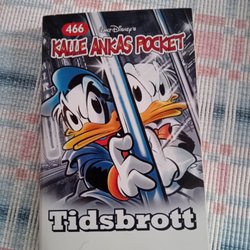 466
Walt Disney's
KALLE ANKAS POCKET
Tidsbrott